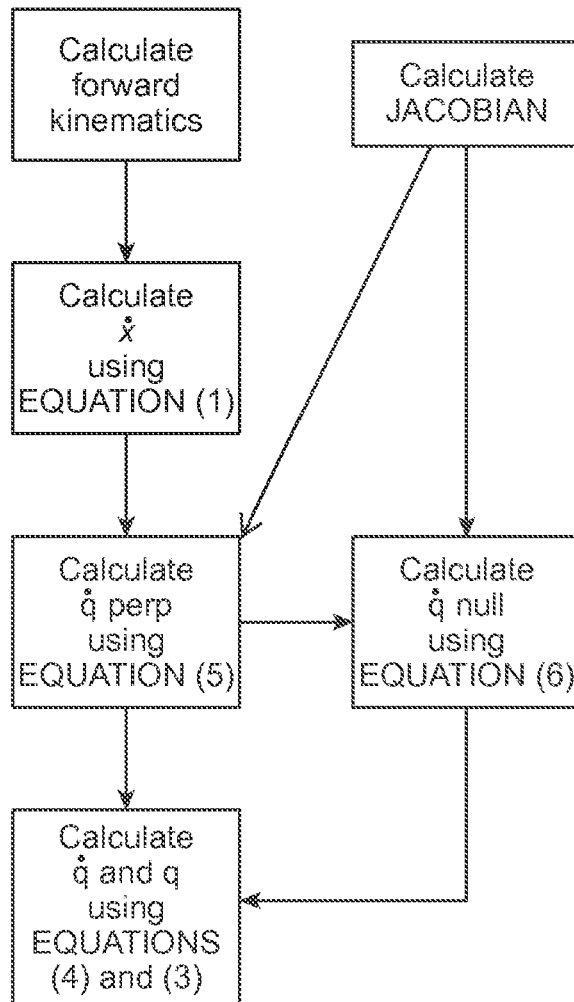 Calculate
forward
kinematics
Calculate
JACOBIAN
Calculate
ẋ
using
EQUATION (1)
Calculate
q̇ perp
using
EQUATION (5)
Calculate
q̇ null
using
EQUATION (6)
Calculate
q̇ and q
using
EQUATIONS
(4) and (3)